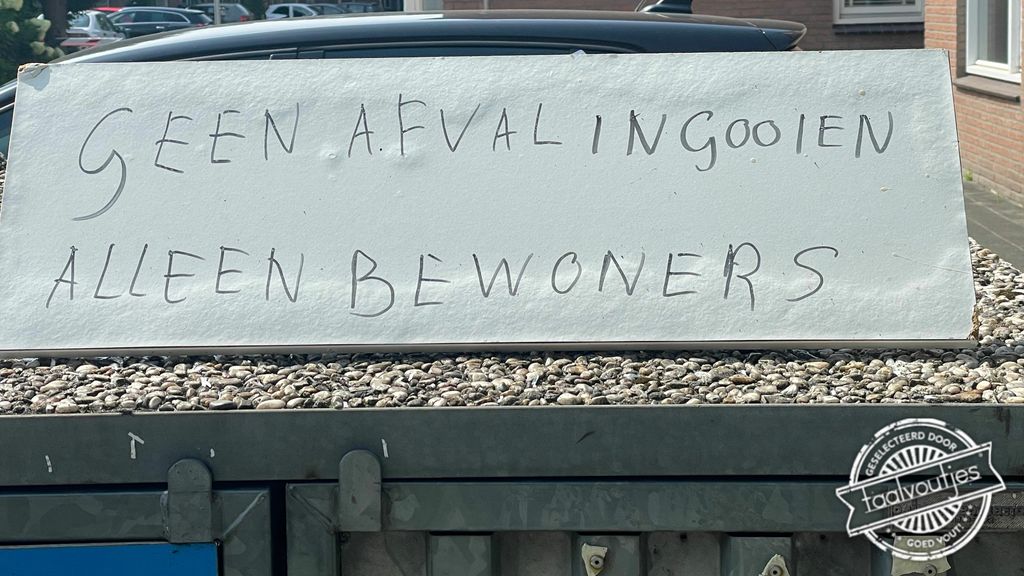 GEEN AFVAL INGOOIEN
ALLEEN BEWONERS
GESELECTEERD DOOR
taalvoutjes
GOED VOUT